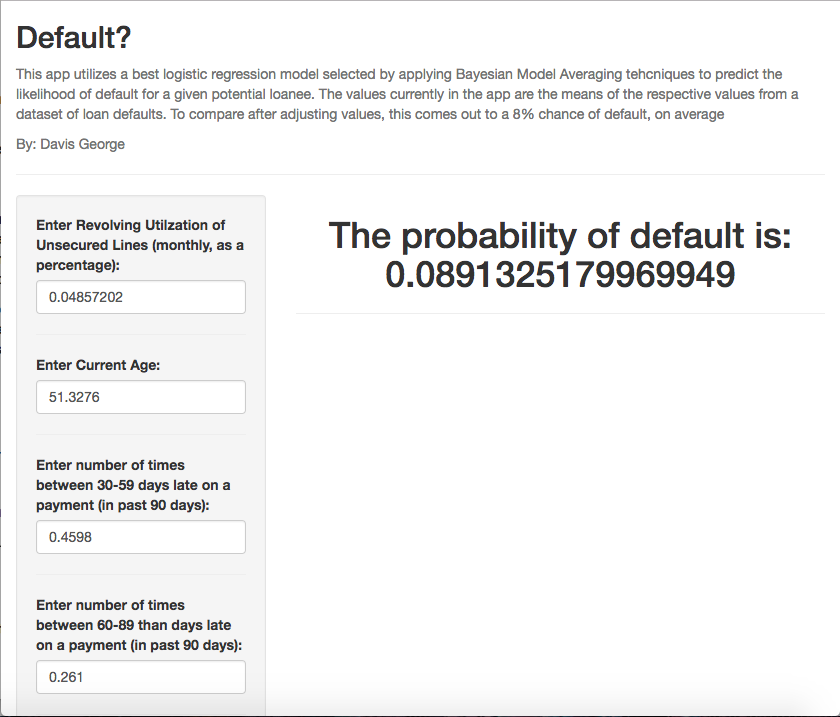 Default?
This app utilizes a best logistic regression model selected by applying Bayesian Model Averaging tehcniques to predict the
likelihood of default for a given potential loanee. The values currently in the app are the means of the respective values from a
dataset of loan defaults. To compare after adjusting values, this comes out to a 8% chance of default, on average
By: Davis George
Enter Revolving Utilzation of
Unsecured Lines (monthly, as a
percentage):
0.04857202
Enter Current Age:
51.3276
Enter number of times
between 30-59 days late on a
payment (in past 90 days):
0.4598
Enter number of times
between 60-89 than days late
on a payment (in past 90 days):
0.261
The probability of default is:
0.0891325179969949